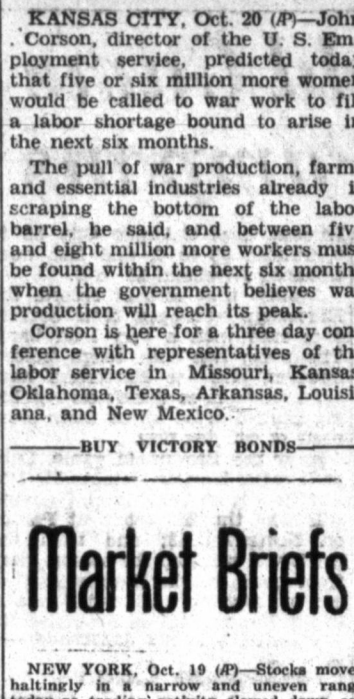 KANSAS CITY, Oct. 20 (AP)—John
. Corson, director of the U. S. Em
ployment service, predicted toda
that five or six million more wome
would be called to war work to fil
a labor shortage bound to arise i
the next six months.
The pull of war production, farm
and essential industries already i
scraping the bottom of the labo
barrel, he said, and between fiv
and eight million more workers mus
be found within the next six month
when the government believes wa
production will reach its peak.
Corson is here for a three day con
ference with representatives of th
labor service in Missouri, Kansas
Oklahoma, Texas, Arkansas, Louisi
ana, and New Mexico.
BUY VICTORY BONDS
Market Briefs
NEW YORK, Oct. 19 (AP)—Stocks move
haltingly in a narrow and uneven rang